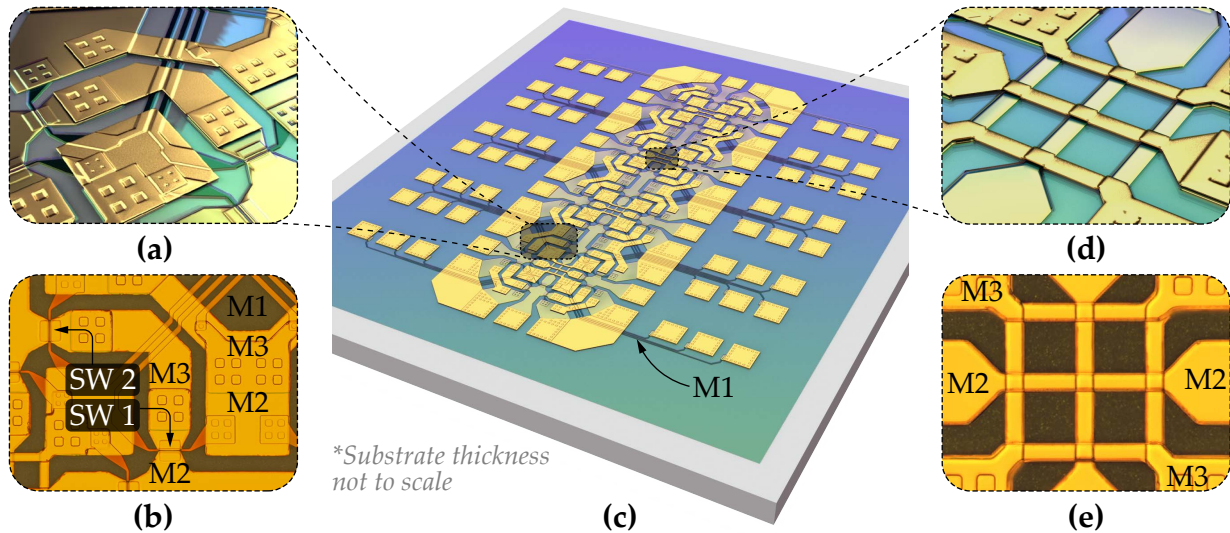 (a)
M1
M3
M3
SW 2
M2
SW 1
M2
(b)
M1
*Substrate thickness
not to scale
(c)
(d)
M3
M2
M2
M3
(e)